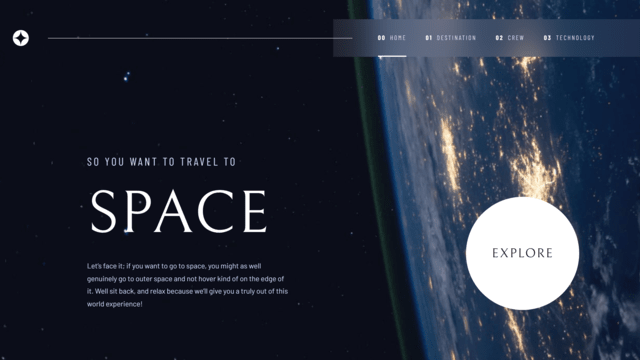 00 HOME 01 DESTINATION 02 CREW 03 TECHNOLOGY
SO YOU WANT TO TRAVEL TO
SPACE
Let's face it; if you want to go to space, you might as well
genuinely go to outer space and not hover kind of on the edge of
it. Well sit back, and relax because we'll give you a truly out of this
world experience!
EXPLORE